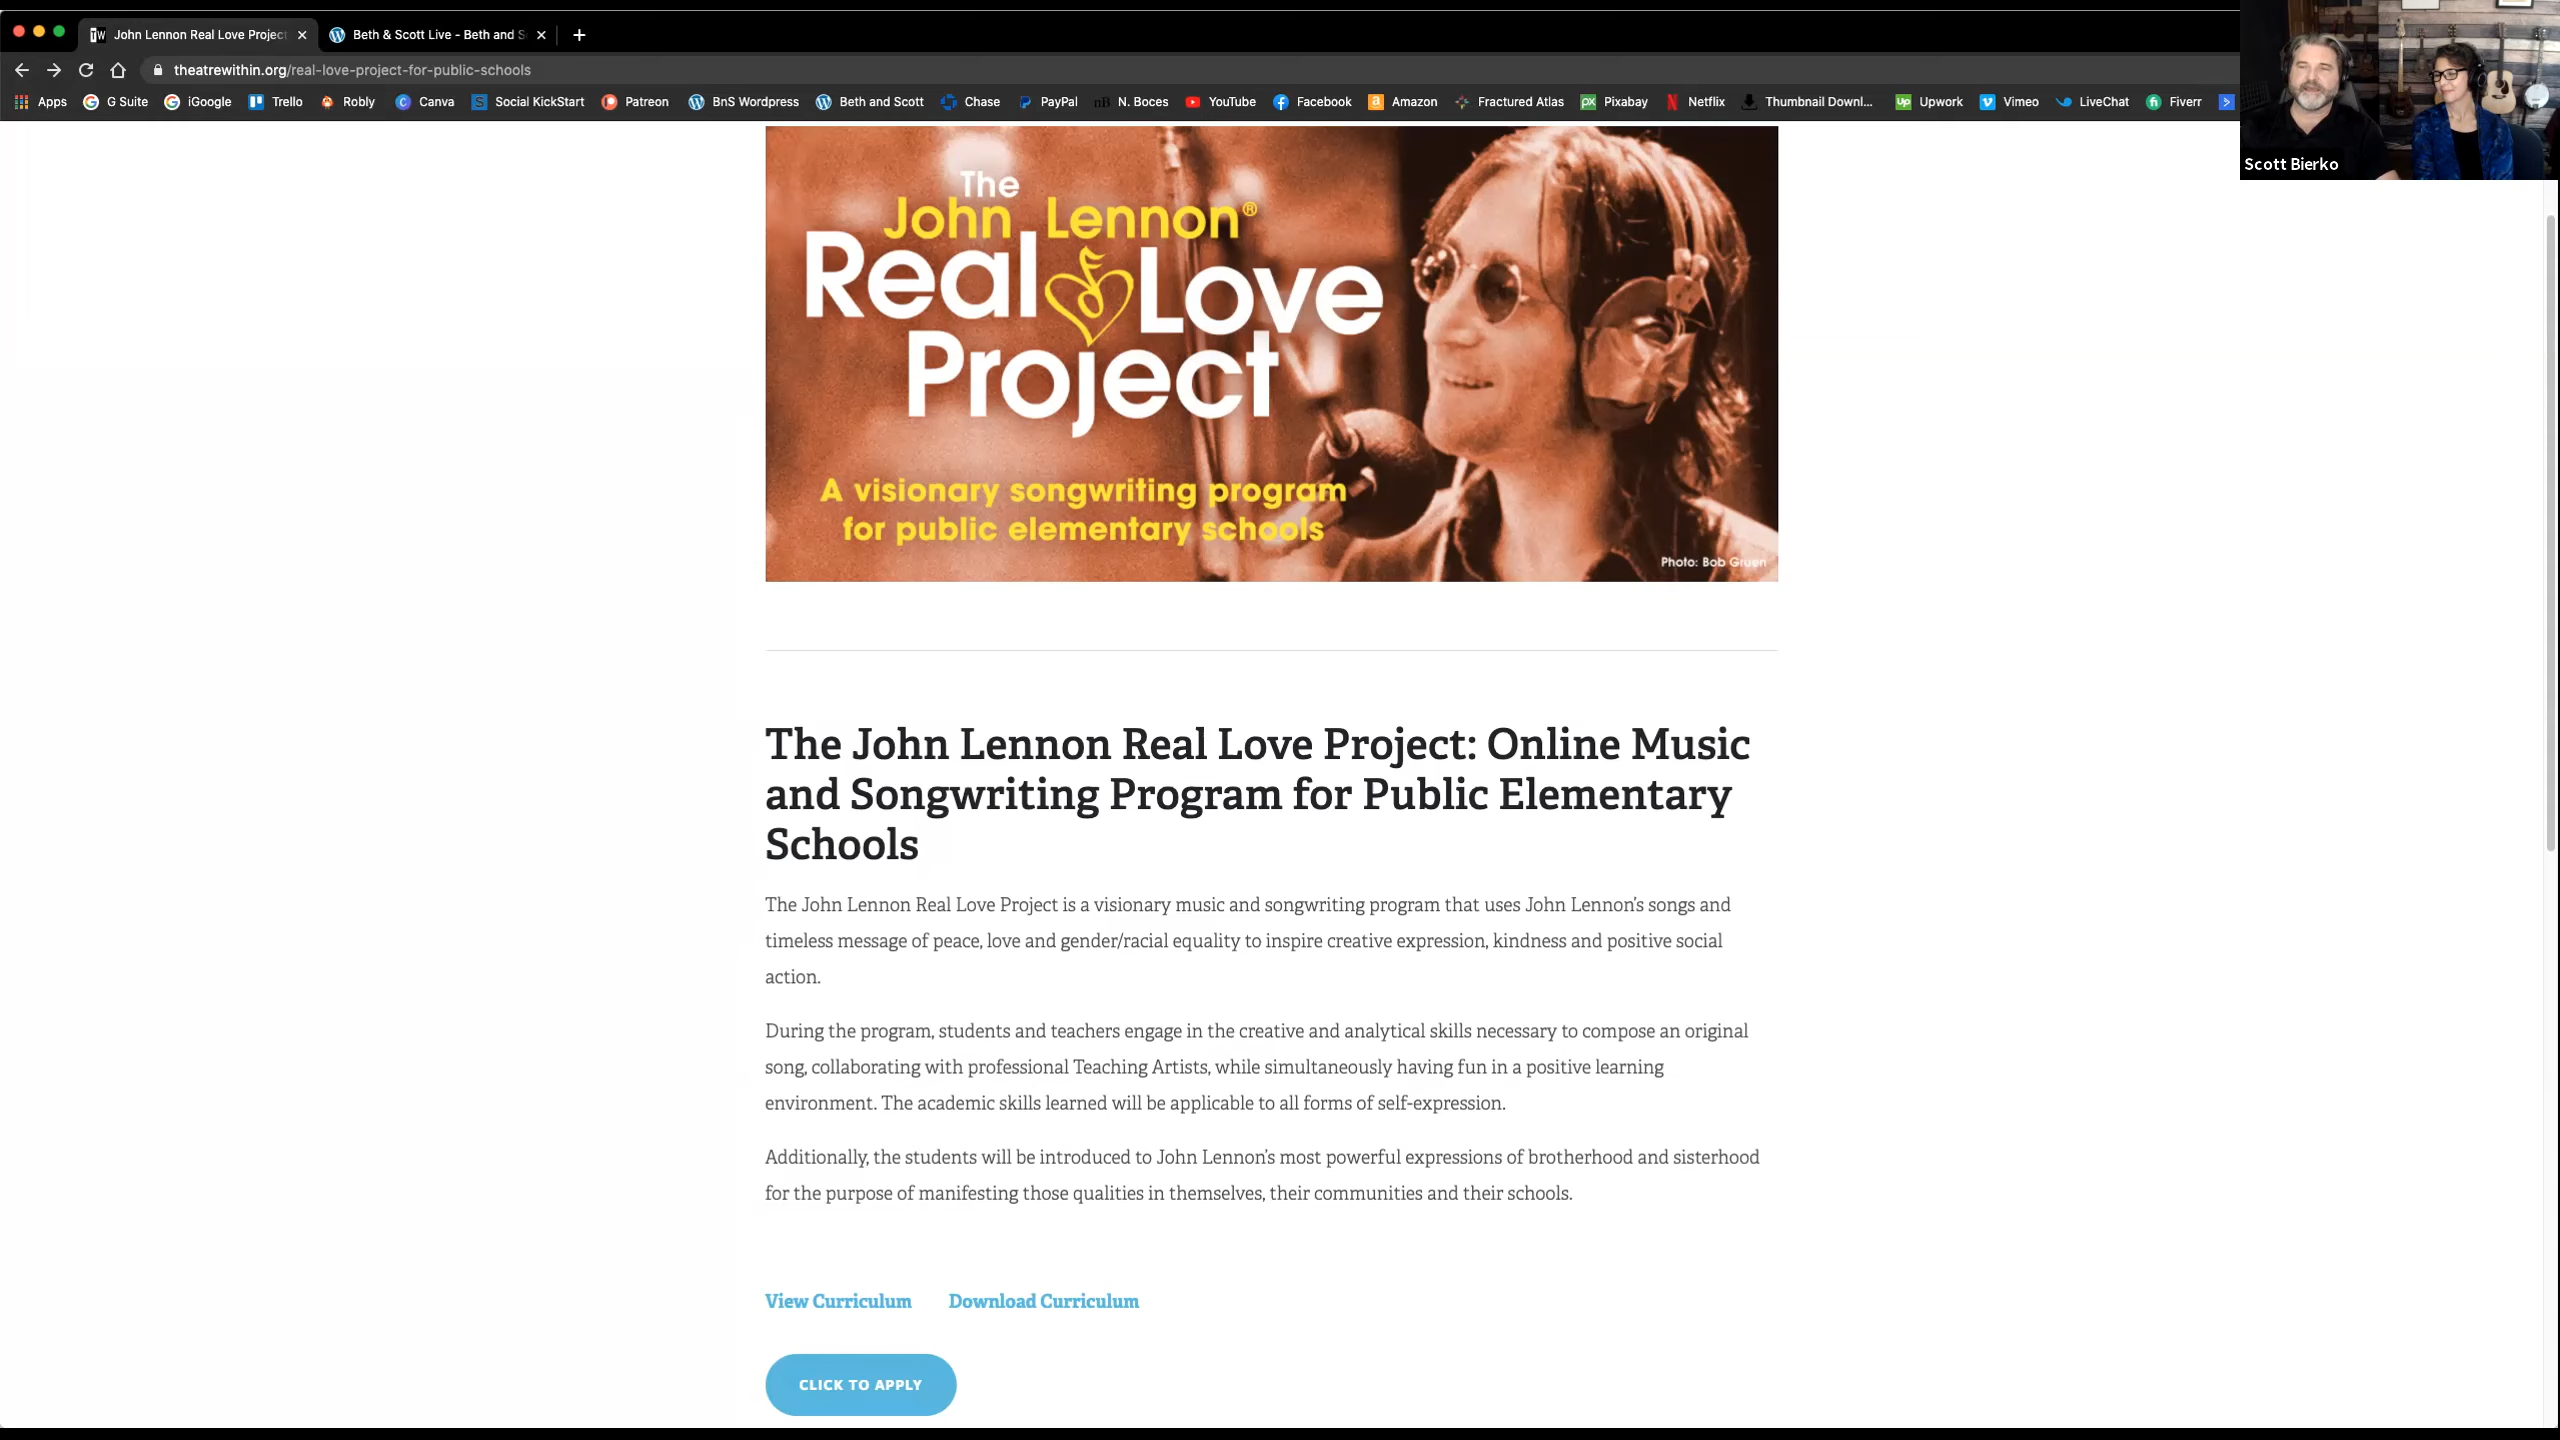 John Lennon Real Love Project
Beth & Scott Live - Beth and S
theatrewithin.org/real-love-project-for-public-schools
Apps G Suite iGoogle Trello Robly Canva Social KickStart Patreon BnS Wordpress Beth and Scott Chase PayPal N. Boces YouTube Facebook Amazon Fractured Atlas Pixabay Netflix Thumbnail Downl... Upwork Vimeo LiveChat Fiverr
Scott Bierko
The
John Lennon®
Real Love
Project
A visionary songwriting program
for public elementary schools
Photo: Bob Gruen
The John Lennon Real Love Project: Online Music
and Songwriting Program for Public Elementary
Schools
The John Lennon Real Love Project is a visionary music and songwriting program that uses John Lennon’s songs and
timeless message of peace, love and gender/racial equality to inspire creative expression, kindness and positive social
action.
During the program, students and teachers engage in the creative and analytical skills necessary to compose an original
song, collaborating with professional Teaching Artists, while simultaneously having fun in a positive learning
environment. The academic skills learned will be applicable to all forms of self-expression.
Additionally, the students will be introduced to John Lennon’s most powerful expressions of brotherhood and sisterhood
for the purpose of manifesting those qualities in themselves, their communities and their schools.
View Curriculum Download Curriculum
CLICK TO APPLY